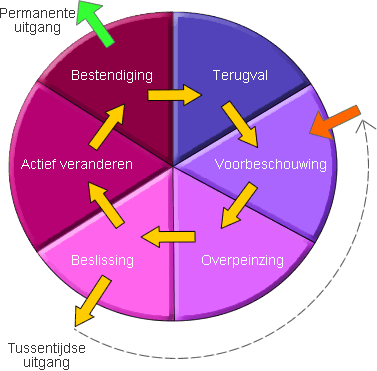 Permanente
uitgang
Bestendiging
Terugval
Actief veranderen
Voorbeschouwing
Beslissing
Overpeinzing
Tussentijdse
uitgang